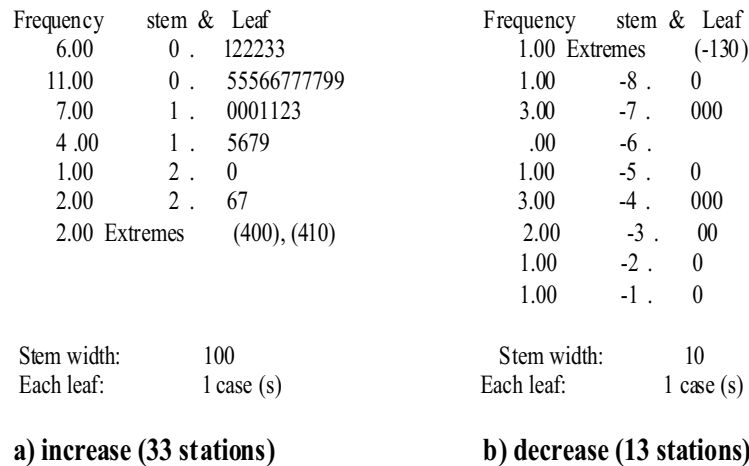 Frequency stem & Leaf
6.00 0 . 122233
11.00 0 . 55566777799
7.00 1 . 0001123
4 .00 1 . 5679
1.00 2 . 0
2.00 2 . 67
2.00 Extremes (400), (410)
Stem width: 100
Each leaf: 1 case (s)
a) increase (33 stations)
Frequency stem & Leaf
1.00 Extremes (-130)
1.00 -8 . 0
3.00 -7 . 000
.00 -6 .
1.00 -5 . 0
3.00 -4 . 000
2.00 -3 . 00
1.00 -2 . 0
1.00 -1 . 0
Stem width: 10
Each leaf: 1 case (s)
b) decrease (13 stations)